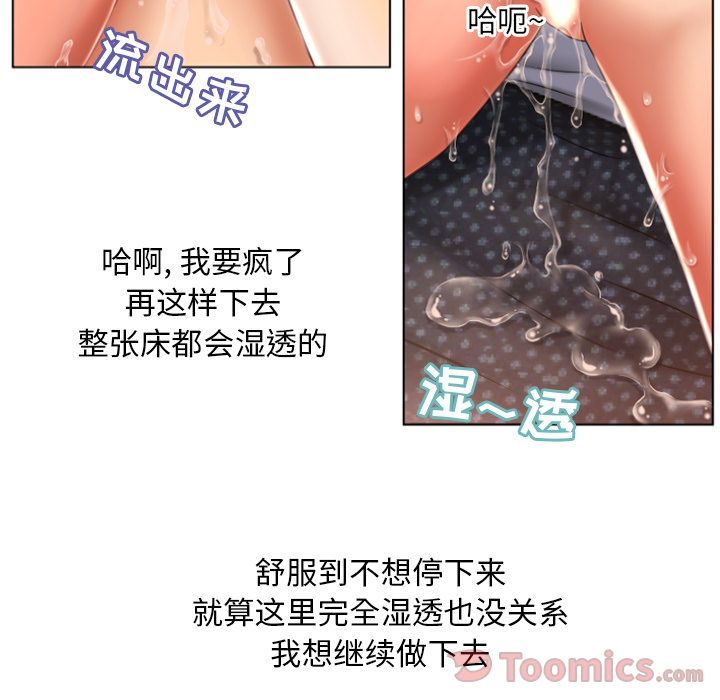 哈呃~
流出来
哈啊, 我要疯了
再这样下去
整张床都会湿透的
湿~透
舒服到不想停下来
就算这里完全湿透也没关系
我想继续做下去
Toomics.com